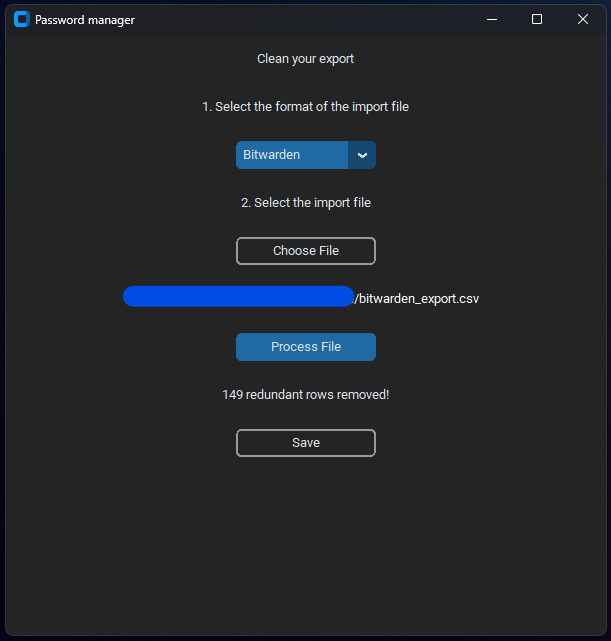 Password manager
Clean your export
1. Select the format of the import file
Bitwarden
2. Select the import file
Choose File
/bitwarden_export.csv
Process File
149 redundant rows removed!
Save